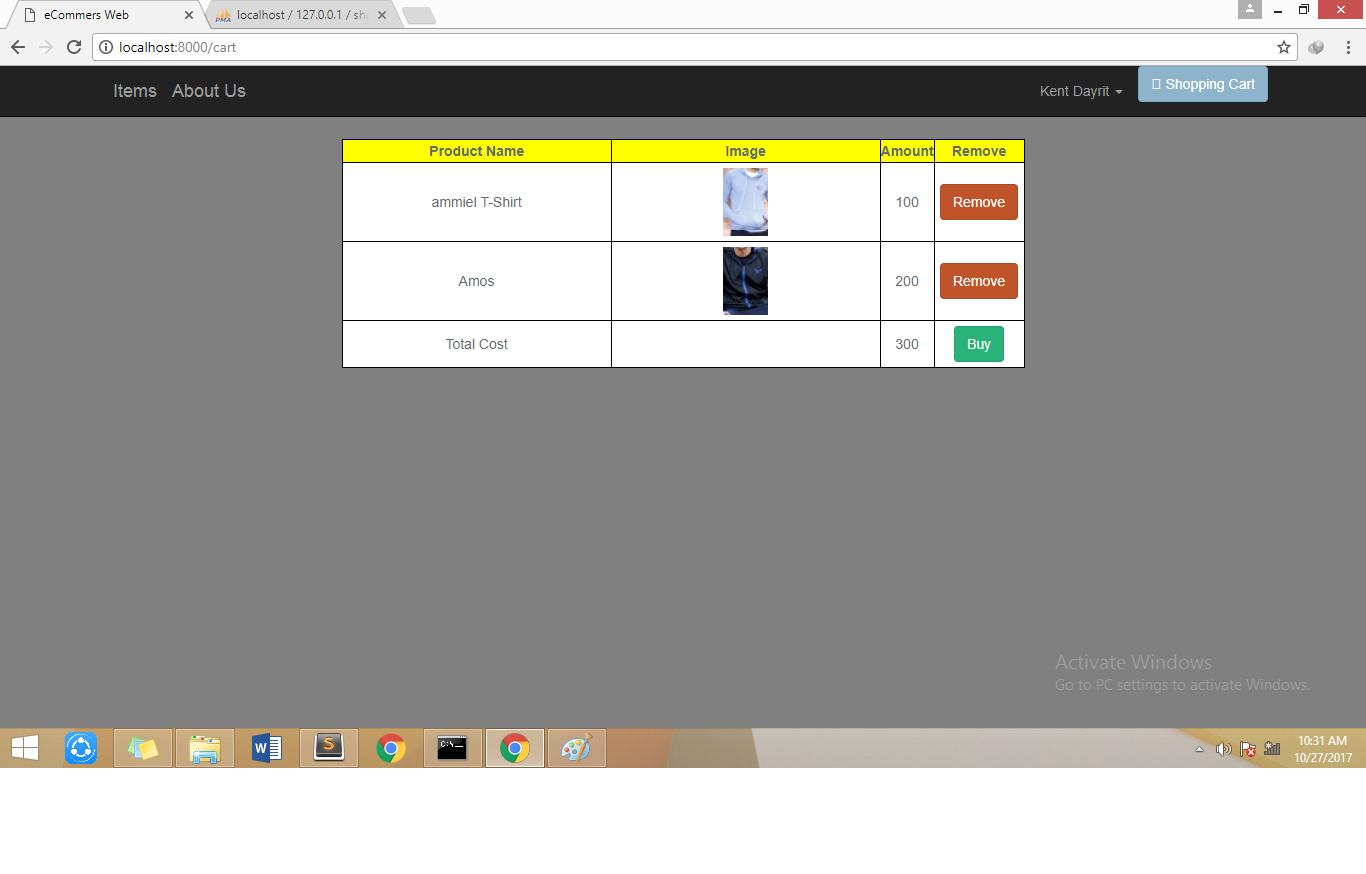 eCommers Web
localhost / 127.0.0.1 / sh
localhost:8000/cart
Items About Us Kent Dayrit Shopping Cart
Product Name Image Amount Remove
ammiel T-Shirt 100 Remove
Amos 200 Remove
Total Cost 300 Buy
Activate Windows
Go to PC settings to activate Windows.
10:31 AM
10/27/2017